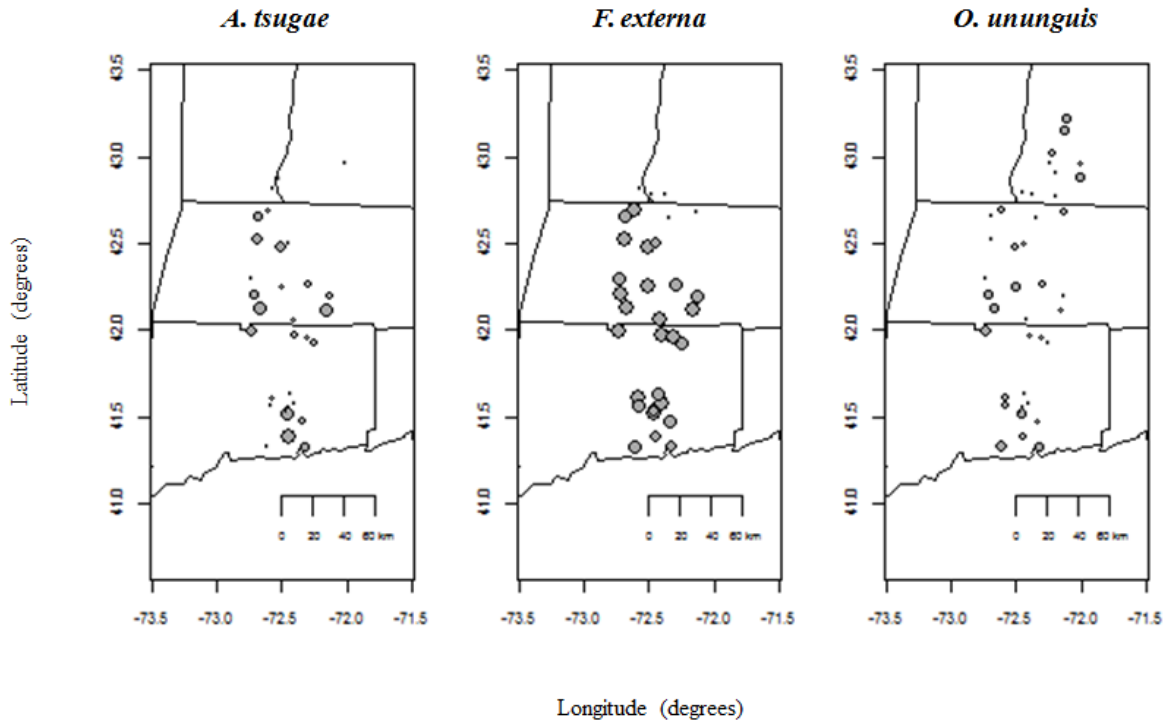 A. tsugae
F. externa
O. ununguis
Latitude (degrees)
43.5
43.0
42.5
42.0
41.5
41.0
0 20 40 60 km
-73.5 -73.0 -72.5 -72.0 -71.5
43.5
43.0
42.5
42.0
41.5
41.0
0 20 40 60 km
-73.5 -73.0 -72.5 -72.0 -71.5
43.5
43.0
42.5
42.0
41.5
41.0
0 20 40 60 km
-73.5 -73.0 -72.5 -72.0 -71.5
Longitude (degrees)